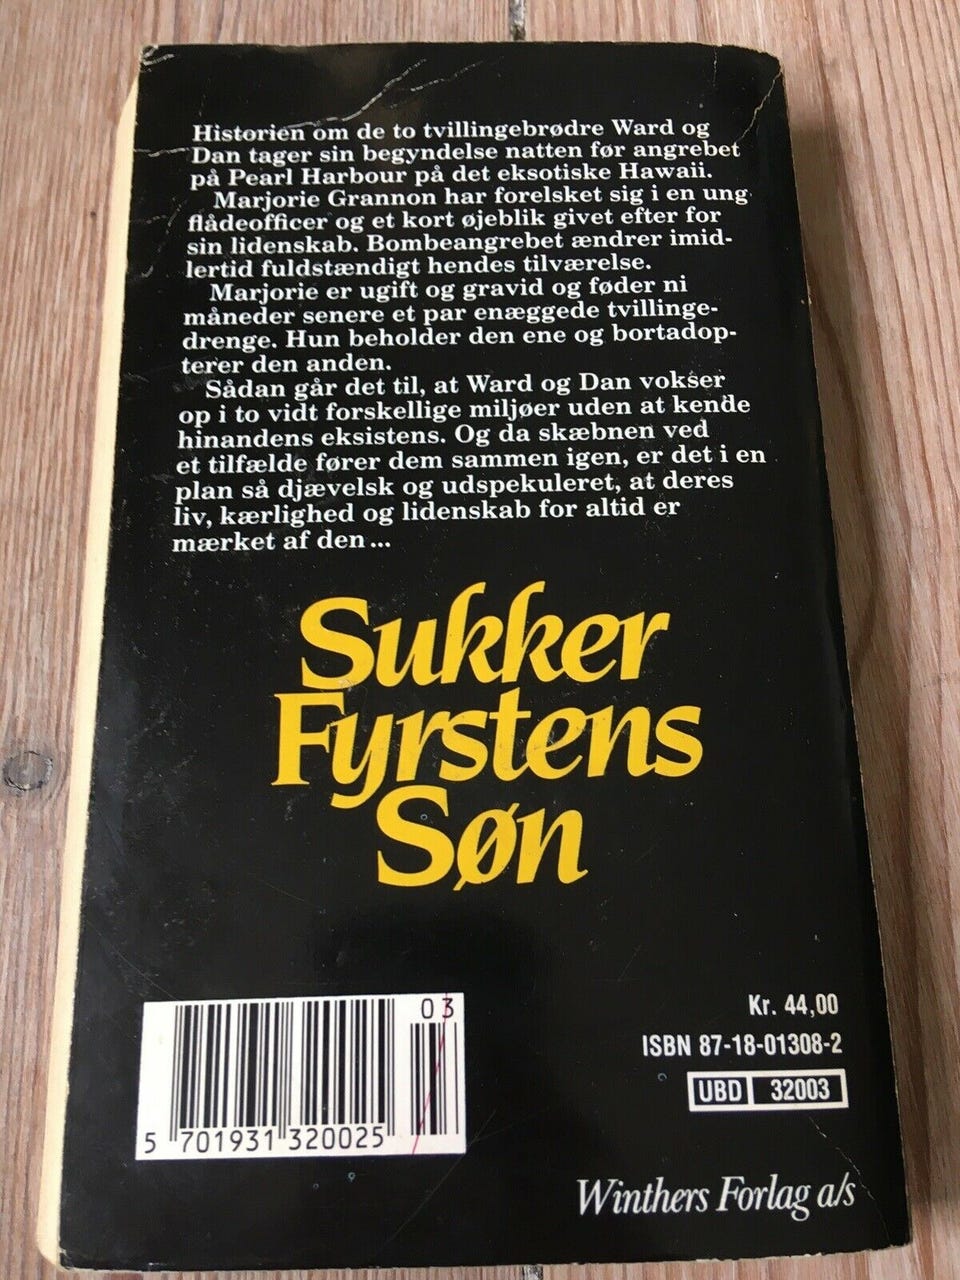 Historien om de to tvillingebrødre Ward og
Dan tager sin begyndelse natten før angrebet
på Pearl Harbour på det eksotiske Hawaii.
Marjorie Grannon har forelsket sig i en ung
flådeofficer og et kort øjeblik givet efter for
sin lidenskab. Bombeangrebet ændrer imid-
lertid fuldstændigt hendes tilværelse.
Marjorie er ugift og gravid og føder ni
måneder senere et par enæggede tvillinge-
drenge. Hun beholder den ene og bortadop-
terer den anden.
Sådan går det til, at Ward og Dan vokser
op i to vidt forskellige miljøer uden at kende
hinandens eksistens. Og da skæbnen ved
et tilfælde fører dem sammen igen, er det i en
plan så djævelsk og udspekuleret, at deres
liv, kærlighed og lidenskab for altid er
mærket af den ...
Sukker
Fyrstens
Søn
03
5 701931 320025
Kr. 44,00
ISBN 87-18-01308-2
UBD 32003
Winthers Forlag a/s